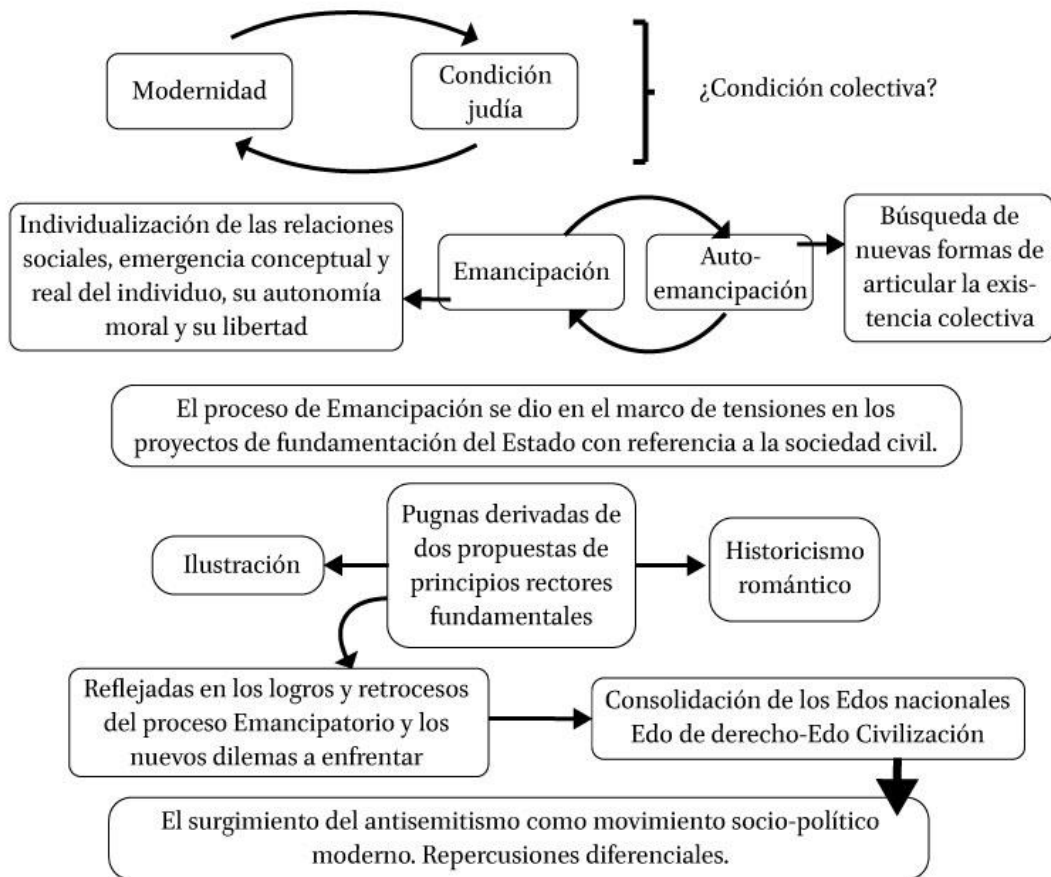 Modernidad
Condición
judía
¿Condición colectiva?
Individualización de las relaciones
sociales, emergencia conceptual y
real del individuo, su autonomía
moral y su libertad
Emancipación
Auto-
emancipación
Búsqueda de
nuevas formas de
articular la exis-
tencia colectiva
El proceso de Emancipación se dio en el marco de tensiones en los
proyectos de fundamentación del Estado con referencia a la sociedad civil.
Ilustración
Pugnas derivadas de
dos propuestas de
principios rectores
fundamentales
Historicismo
romántico
Reflejadas en los logros y retrocesos
del proceso Emancipatorio y los
nuevos dilemas a enfrentar
Consolidación de los Edos nacionales
Edo de derecho-Edo Civilización
El surgimiento del antisemitismo como movimiento socio-político
moderno. Repercusiones diferenciales.